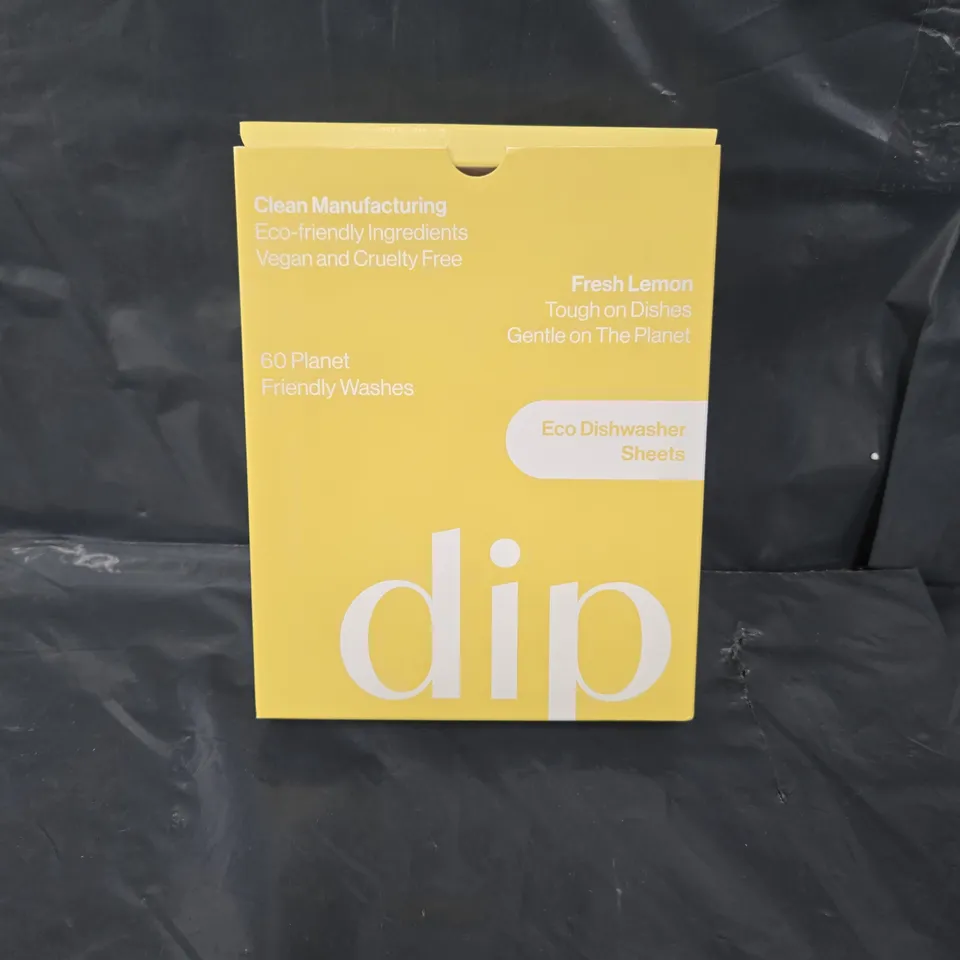 Clean Manufacturing
Eco-friendly Ingredients
Vegan and Cruelty Free
Fresh Lemon
Tough on Dishes
Gentle on The Planet
60 Planet
Friendly Washes
Eco Dishwasher
Sheets
dip